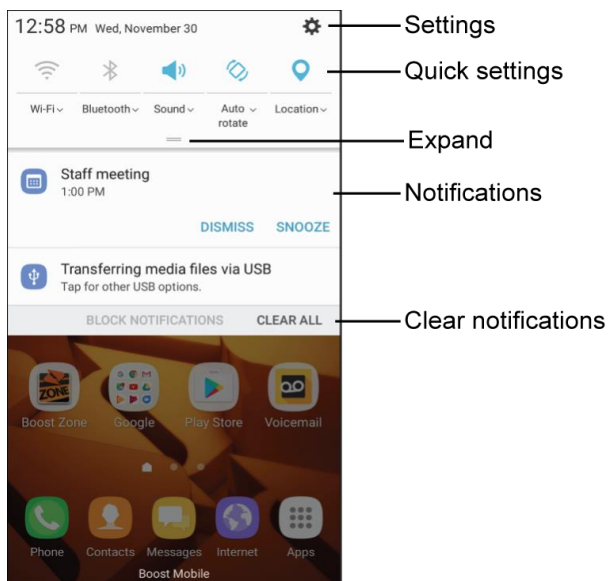 12:58 PM Wed, November 30
Settings
Quick settings
Wi-Fi
Bluetooth
Sound
Auto
rotate
Location
Expand
Staff meeting
1:00 PM
Notifications
DISMISS SNOOZE
Transferring media files via USB
Tap for other USB options.
BLOCK NOTIFICATIONS CLEAR ALL
Clear notifications
ZONE
Boost Zone Google Play Store Voicemail
Phone Contacts Messages Internet Apps
Boost Mobile